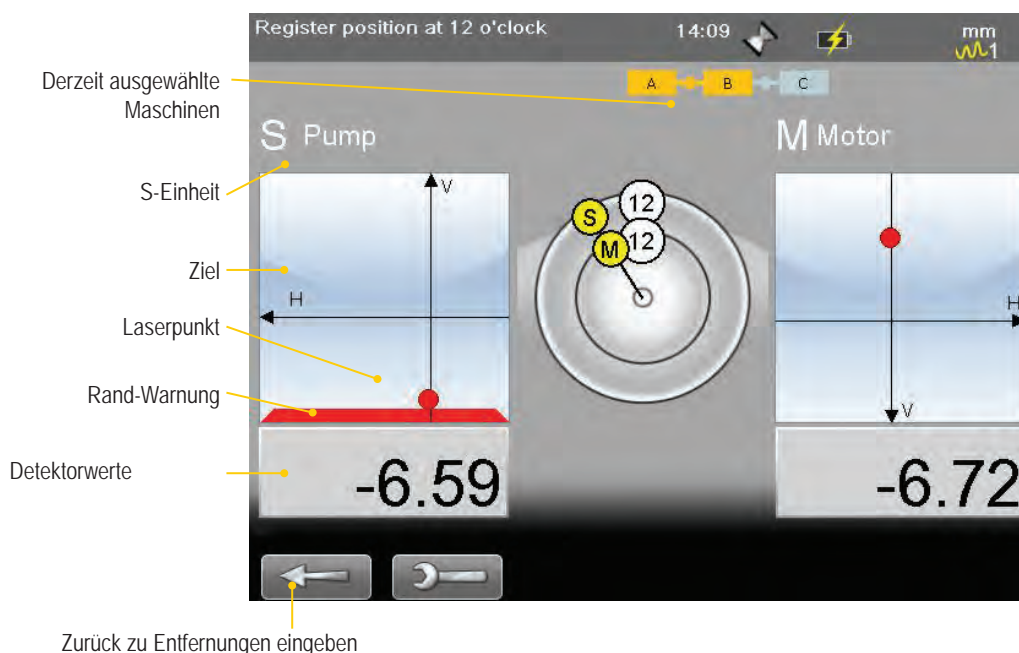 Register position at 12 o'clock
14:09
mm
1
Derzeit ausgewählte
Maschinen
A
B
C
S Pump
M Motor
S-Einheit
V
S
12
M
12
Ziel
H
H
Laserpunkt
Rand-Warnung
V
Detektorwerte
-6.59
-6.72
Zurück zu Entfernungen eingeben